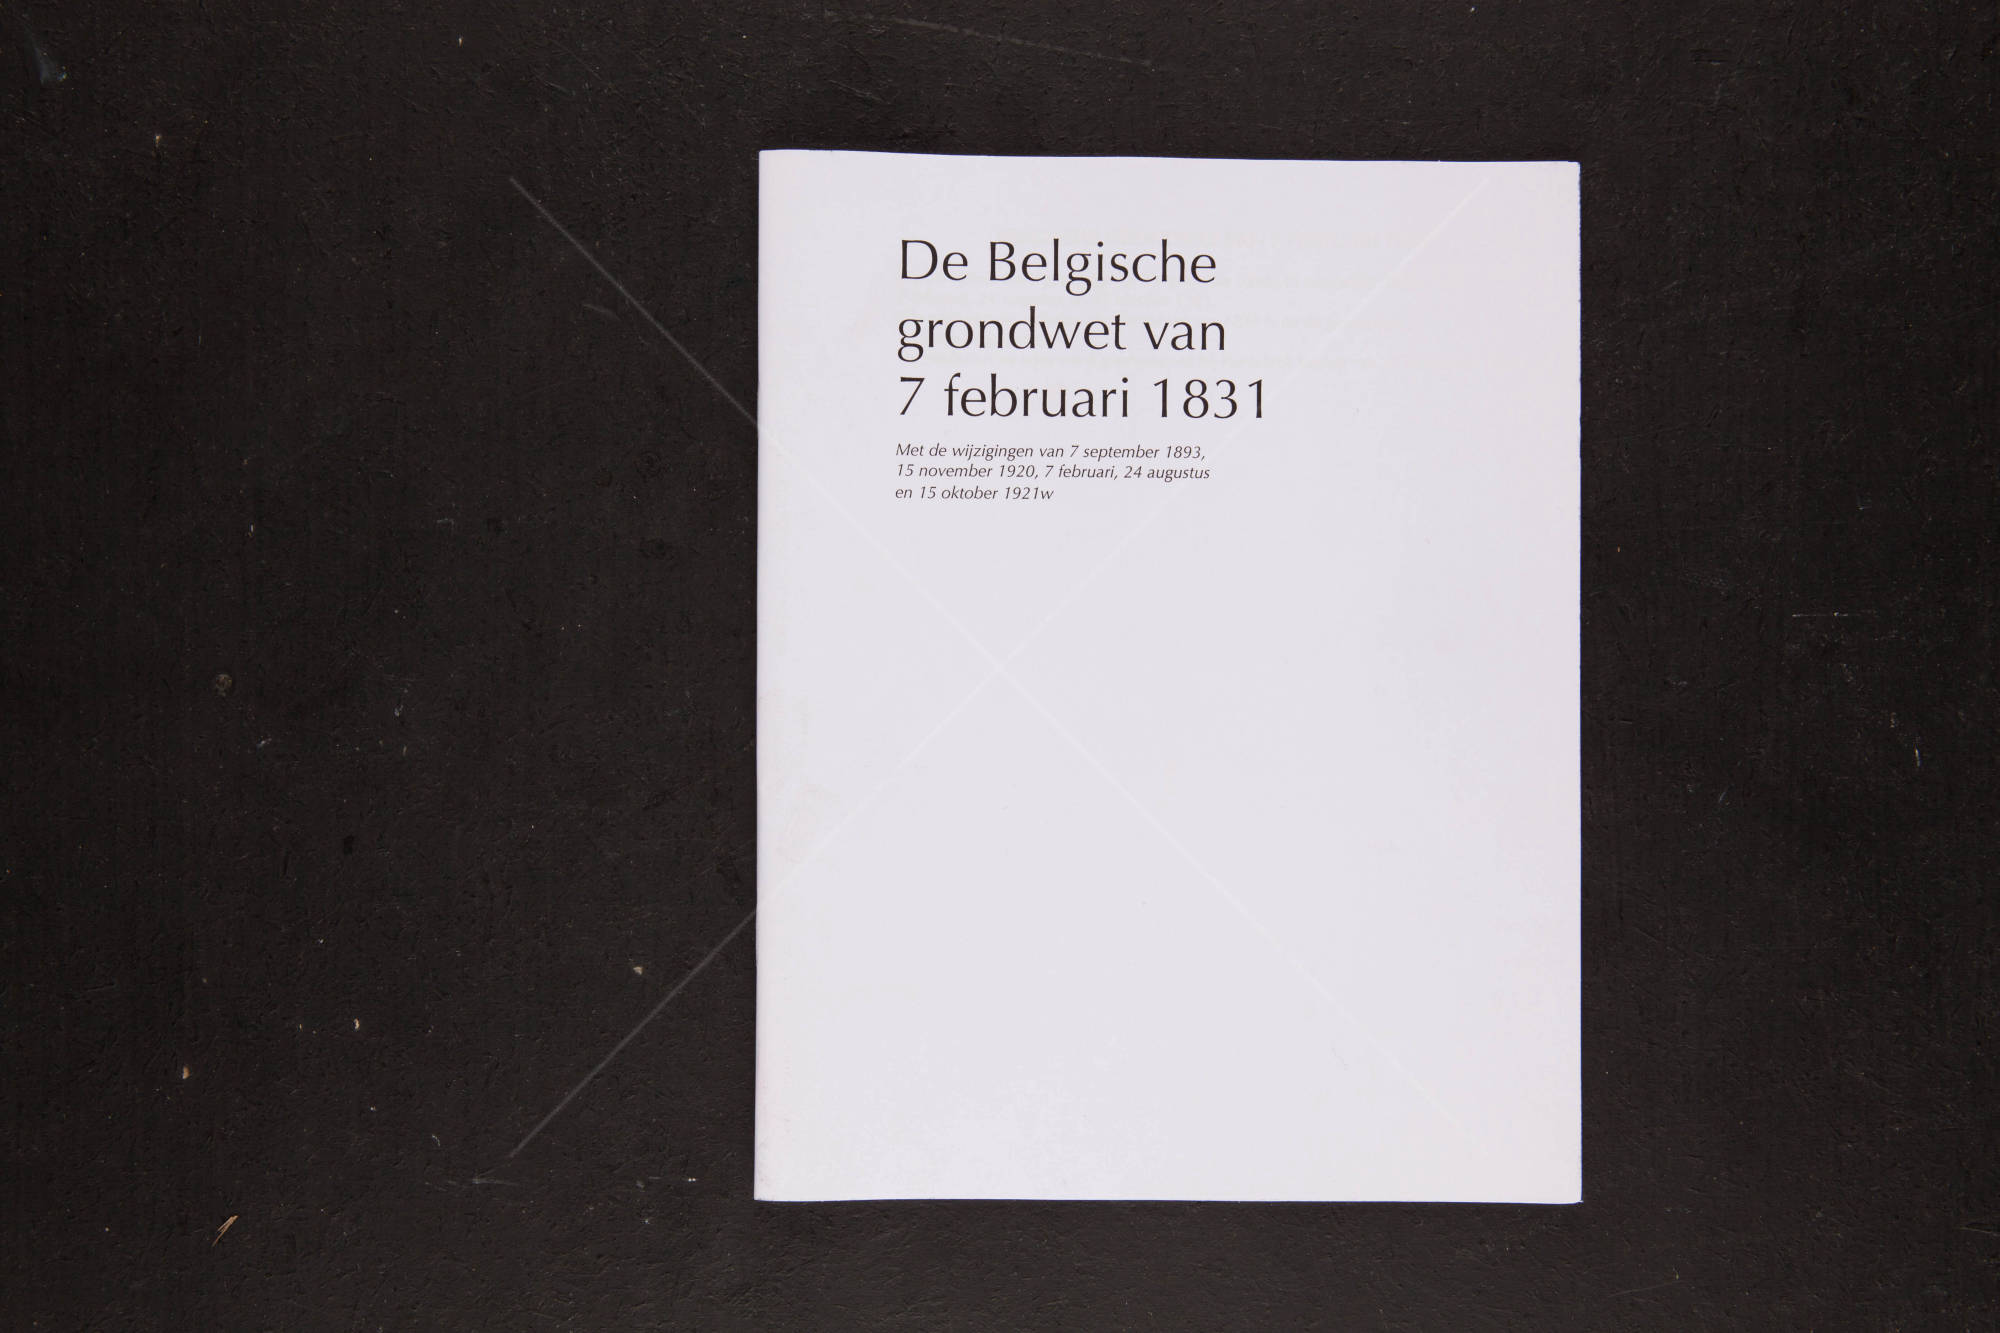 De Belgische
grondwet van
7 februari 1831
Met de wijzigingen van 7 september 1893,
15 november 1920, 7 februari, 24 augustus
en 15 oktober 1921w